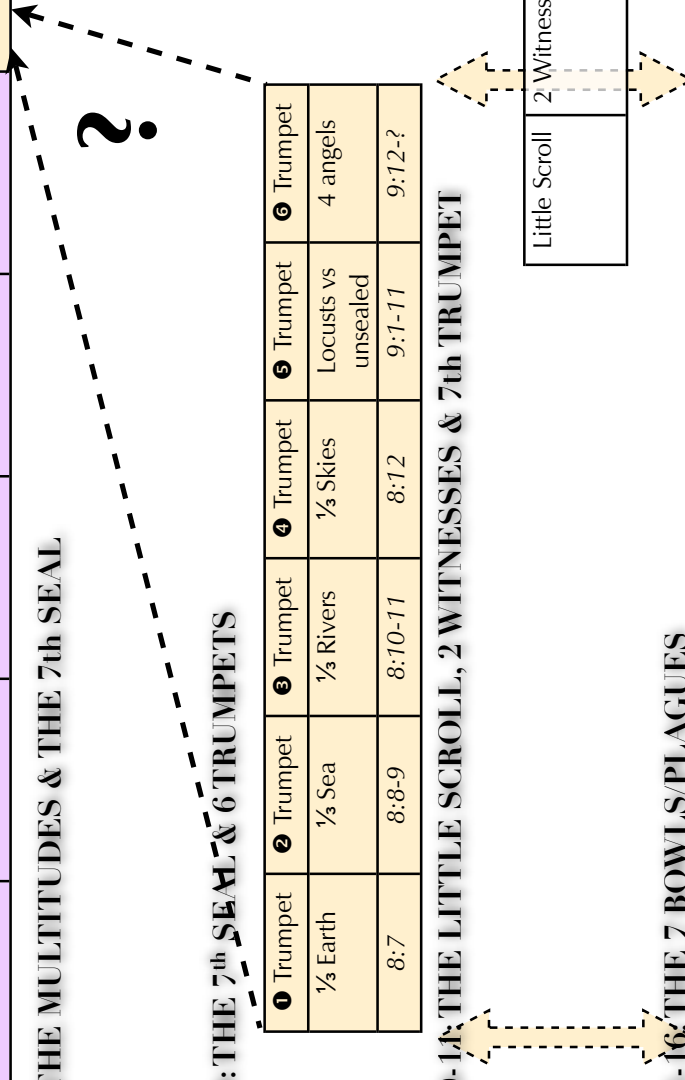 THE MULTITUDES & THE 7th SEAL
?
: THE 7th SEAL & 6 TRUMPETS
❶ Trumpet ❷ Trumpet ❸ Trumpet ❹ Trumpet ❺ Trumpet ❻ Trumpet
⅓ Earth ⅓ Sea ⅓ Rivers ⅓ Skies Locusts vs 4 angels
unsealed
8:7 8:8-9 8:10-11 8:12 9:1-11 9:12-?
-11: THE LITTLE SCROLL, 2 WITNESSES & 7th TRUMPET
Little Scroll 2 Witness
-16: THE 7 BOWLS/PLAGUES